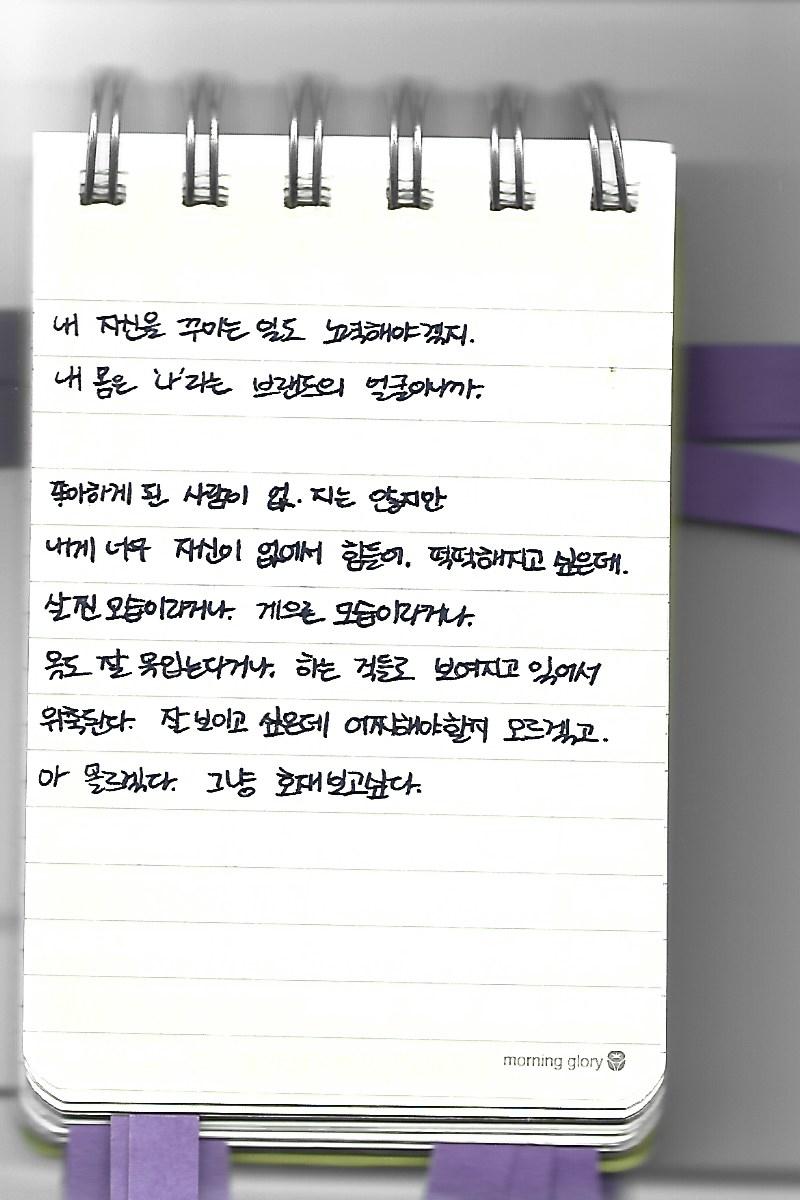 내 자신을 꾸미는 일도 노력해야겠지.
내 몸은 '나'라는 브랜드의 얼굴이니까.
좋아하게 된 사람이 없.지는 않지만
내게 너무 자신이 없어서 힘들어. 떡떡해지고 싶은데.
살찐 모습이라거나. 게으른 모습이라거나.
옷도 잘 못입는다거나. 하는 것들로 보여지고 있어서
위축된다. 잘 보이고 싶은데 어찌해야할지 모르겠고.
아 몰르겠다. 그냥 보고싶다.
morning glory